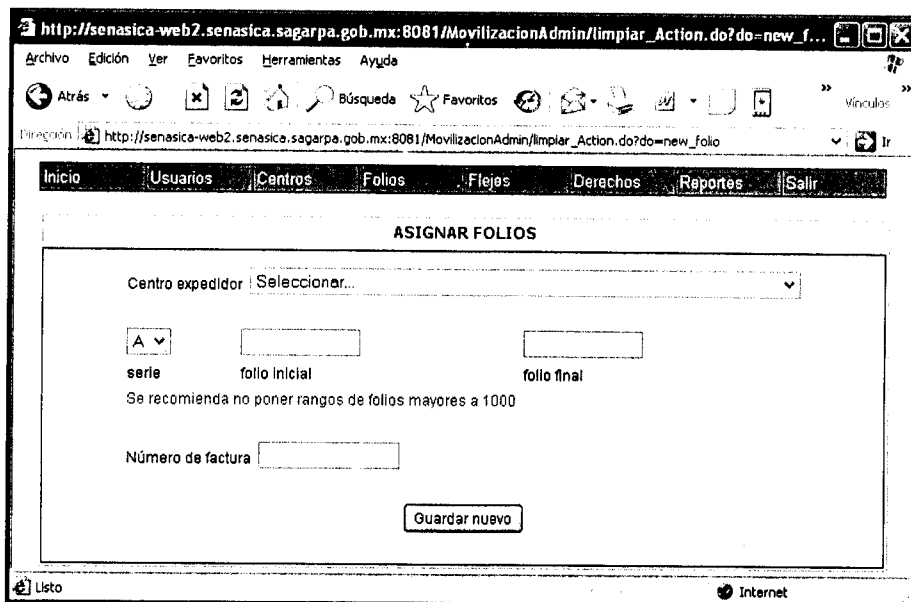 http://senasica-web2.senasica.sagarpa.gob.mx:8081/MovilizacionAdmin/limpiar_Action.do?do=new_f...
Archivo Edición Ver Favoritos Herramientas Ayuda
Atrás Búsqueda Favoritos Vínculos
Dirección http://senasica-web2.senasica.sagarpa.gob.mx:8081/MovilizacionAdmin/limpiar_Action.do?do=new_folio Ir
Inicio Usuarios Centros Folios Flejes Derechos Reportes Salir
ASIGNAR FOLIOS
Centro expedidor Seleccionar...
A
serie folio inicial folio final
Se recomienda no poner rangos de folios mayores a 1000
Número de factura
Guardar nuevo
Listo Internet